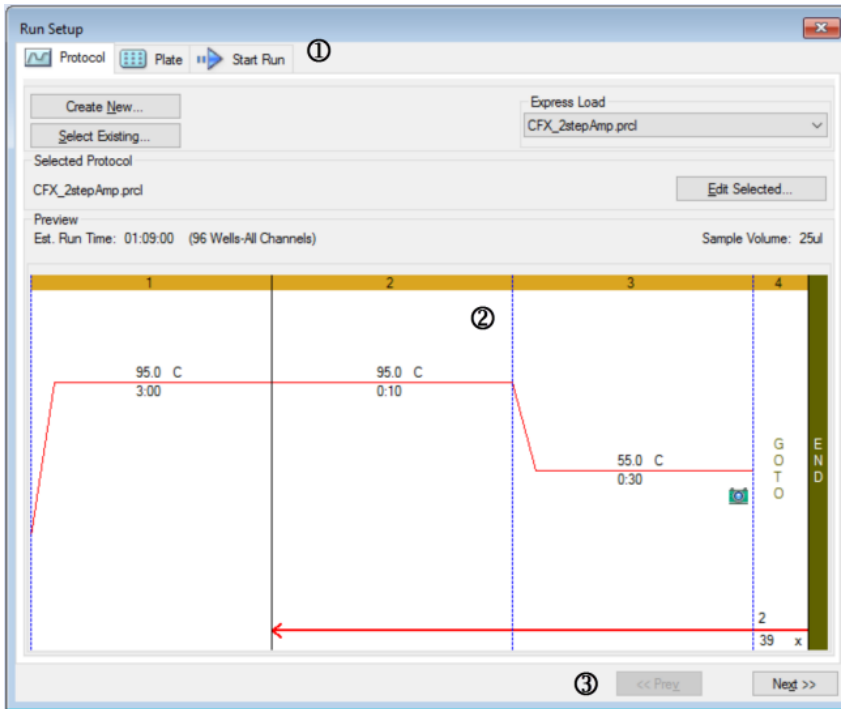 Run Setup
Protocol Plate Start Run ①
Create New... Express Load
CFX_2stepAmp.prcl
Select Existing...
Selected Protocol
CFX_2stepAmp.prcl Edit Selected...
Preview
Est. Run Time: 01:09:00 (96 Wells-All Channels) Sample Volume: 25ul
1 2 3 4
②
95.0 C 95.0 C
3:00 0:10
55.0 C
0:30
GOTO
END
2
39 x
③ << Prev Next >>